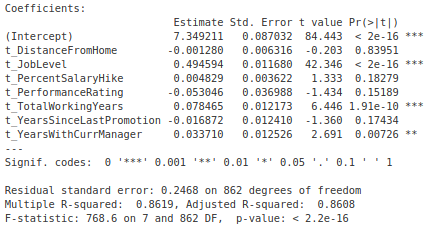 Coefficients:
                          Estimate Std. Error t value Pr(>|t|)
(Intercept)               7.349211   0.087032  84.443  < 2e-16 ***
t_DistanceFromHome       -0.001280   0.006316  -0.203  0.83951
t_JobLevel                0.494594   0.011680  42.346  < 2e-16 ***
t_PercentSalaryHike       0.004829   0.003622   1.333  0.18279
t_PerformanceRating      -0.053046   0.036988  -1.434  0.15189
t_TotalWorkingYears       0.078465   0.012173   6.446 1.91e-10 ***
t_YearsSinceLastPromotion -0.016872   0.012410  -1.360  0.17434
t_YearsWithCurrManager    0.033710   0.012526   2.691  0.00726 **
---
Signif. codes:  0 '***' 0.001 '**' 0.01 '*' 0.05 '.' 0.1 ' ' 1
Residual standard error: 0.2468 on 862 degrees of freedom
Multiple R-squared:  0.8619, Adjusted R-squared:  0.8608
F-statistic: 768.6 on 7 and 862 DF,  p-value: < 2.2e-16